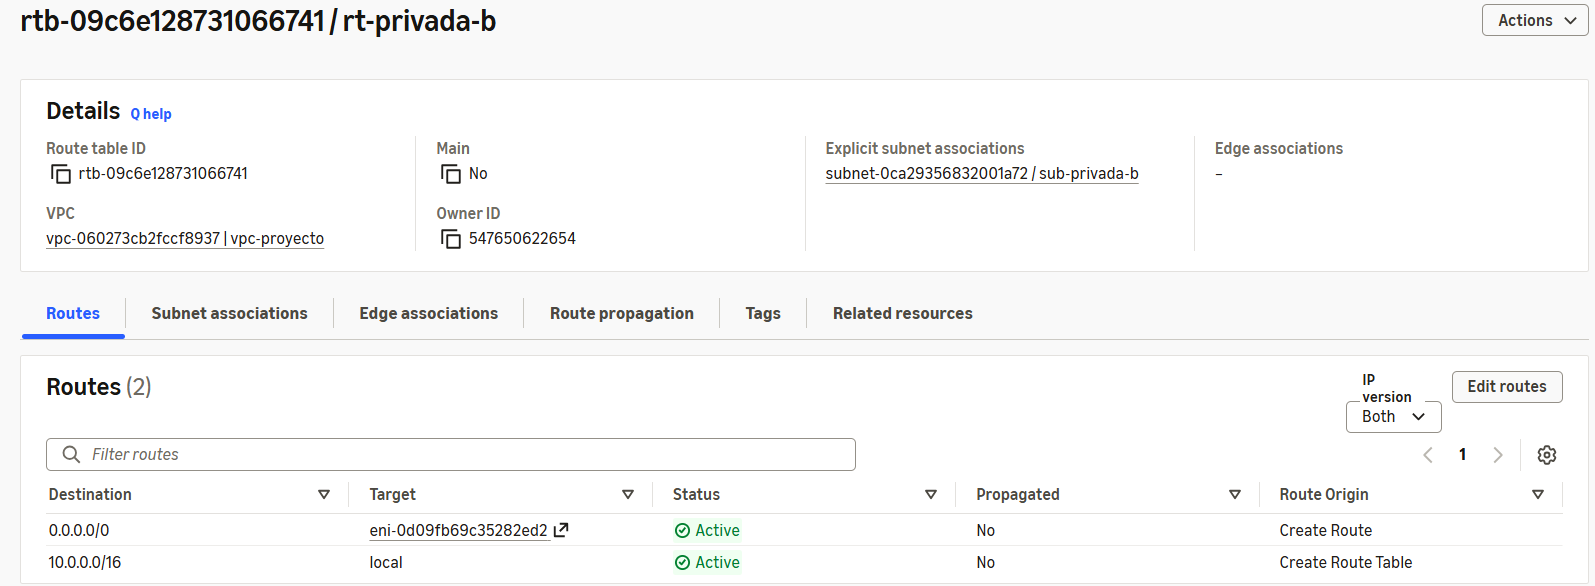 rtb-09c6e128731066741 / rt-privada-b
Actions
Details Q help
Route table ID
rtb-09c6e128731066741
Main
No
Explicit subnet associations
subnet-0ca29356832001a72 / sub-privada-b
Edge associations
–
VPC
vpc-060273cb2fccf8937 | vpc-proyecto
Owner ID
547650622654
Routes Subnet associations Edge associations Route propagation Tags Related resources
Routes (2)
IP version
Both
Edit routes
Filter routes
1
Destination Target Status Propagated Route Origin
0.0.0.0/0 eni-0d09fb69c35282ed2 Active No Create Route
10.0.0.0/16 local Active No Create Route Table